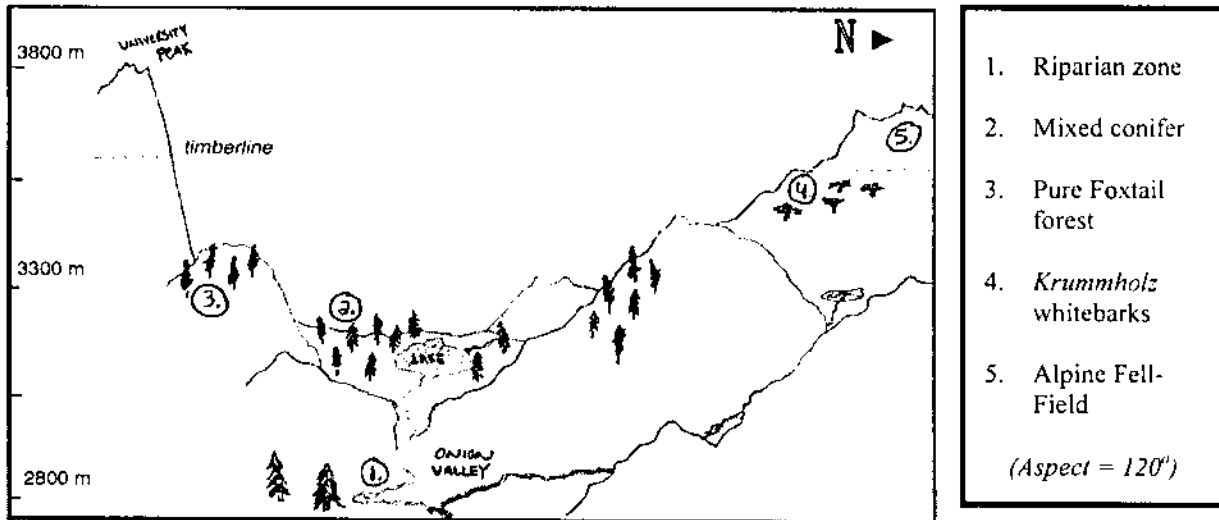 UNIVERSITY
PEAK
3800 m
N
timberline
5.
4.
3300 m
3.
2.
LAKE
ONION
VALLEY
1.
2800 m
1. Riparian zone
2. Mixed conifer
3. Pure Foxtail
forest
4. Krummholz
whitebarks
5. Alpine Fell-
Field
(Aspect = 120°)